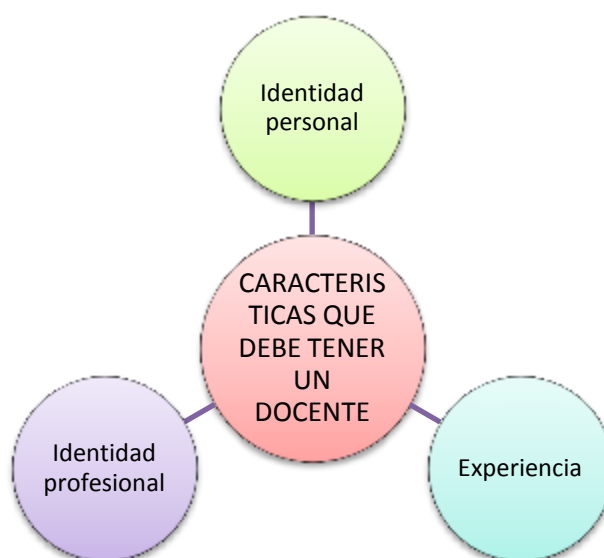 Identidad
personal
CARACTERIS
TICAS QUE
DEBE TENER
UN
DOCENTE
Identidad
profesional
Experiencia